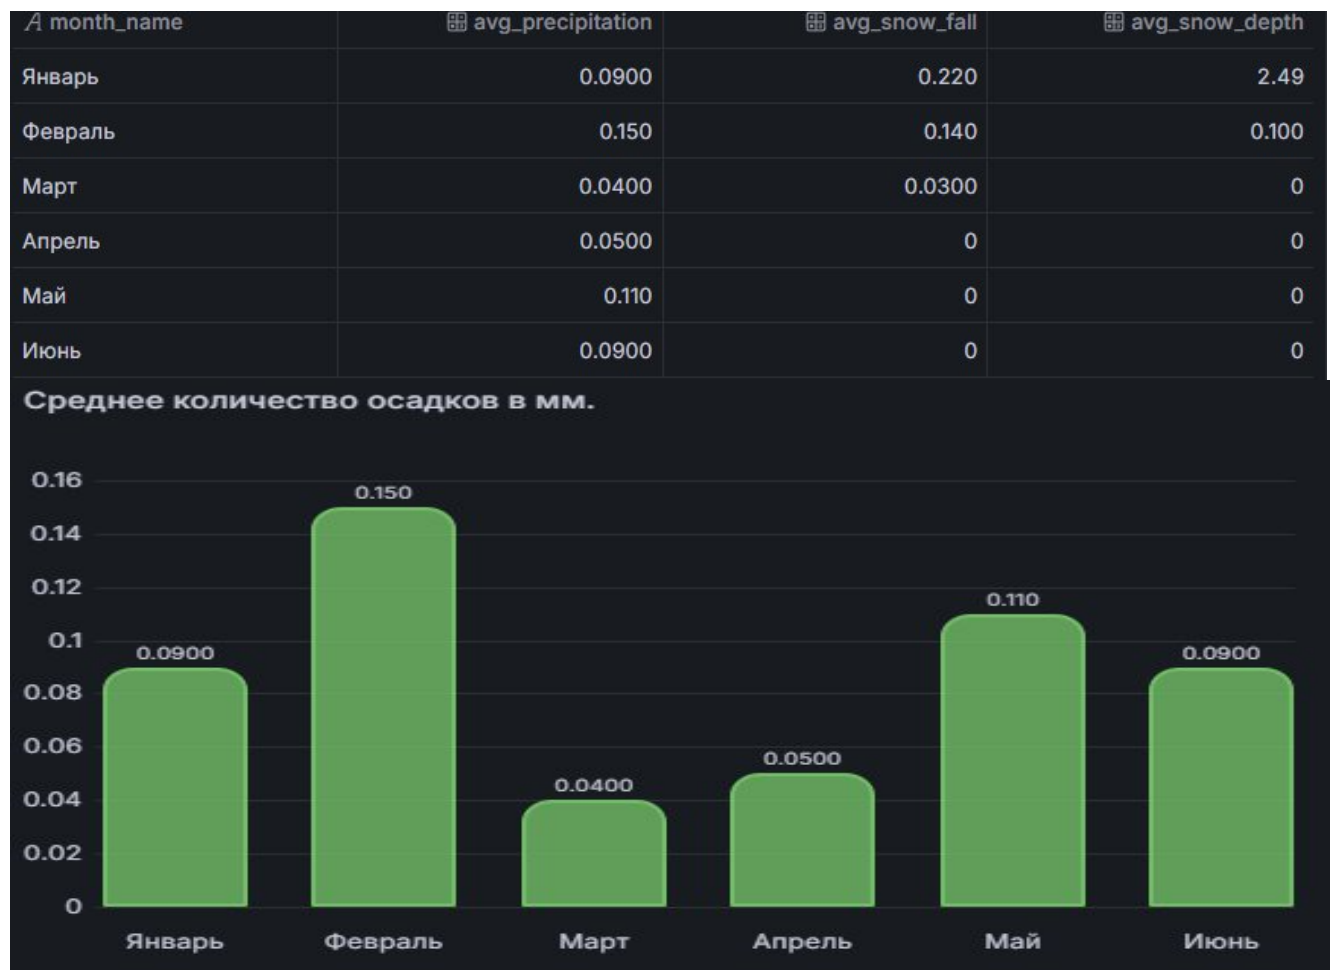 month_name avg_precipitation avg_snow_fall avg_snow_depth
Январь 0.0900 0.220 2.49
Февраль 0.150 0.140 0.100
Март 0.0400 0.0300 0
Апрель 0.0500 0 0
Май 0.110 0 0
Июнь 0.0900 0 0
Среднее количество осадков в мм.
0.16
0.150
0.14
0.12
0.110
0.1
0.0900 0.0900
0.08
0.06
0.0500
0.0400
0.04
0.02
0
Январь Февраль Март Апрель Май Июнь